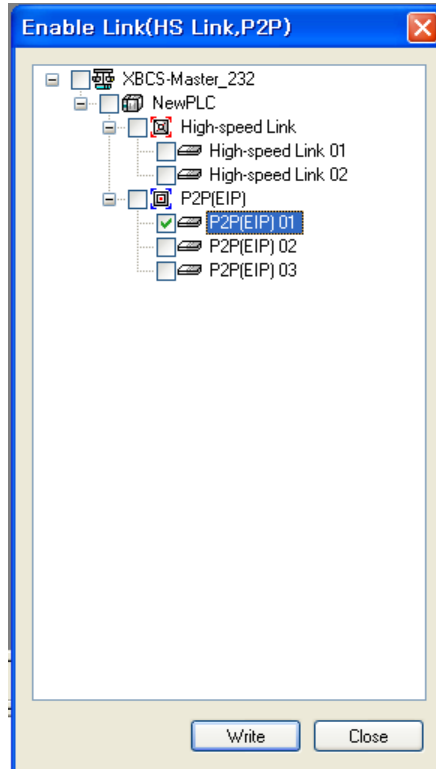 Enable Link(HS Link,P2P)
XBCS-Master_232
NewPLC
High-speed Link
High-speed Link 01
High-speed Link 02
P2P(EIP)
P2P(EIP) 01
P2P(EIP) 02
P2P(EIP) 03
Write Close